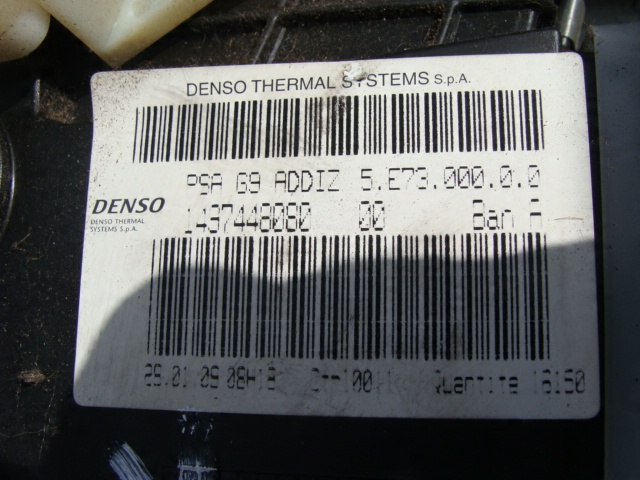 DENSO THERMAL SYSTEMS S.p.A.
PSA G9 ADDIZ 5.E73.000.0.0
DENSO
DENSO THERMAL
SYSTEMS S.p.A.
1497448080 00 Ban A
29.01.09 08H18 Quantite 16150